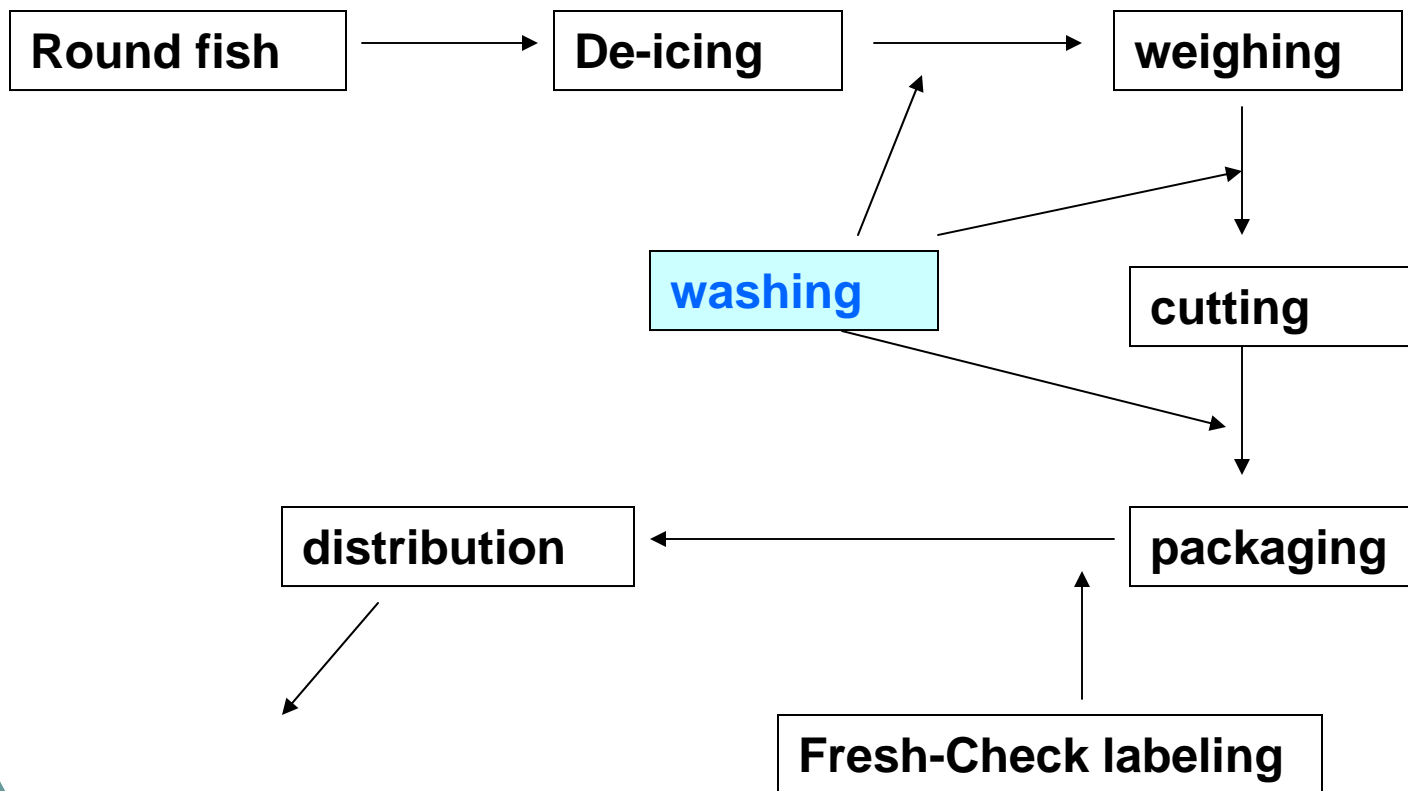 Round fish
De-icing
weighing
washing
cutting
distribution
packaging
Fresh-Check labeling